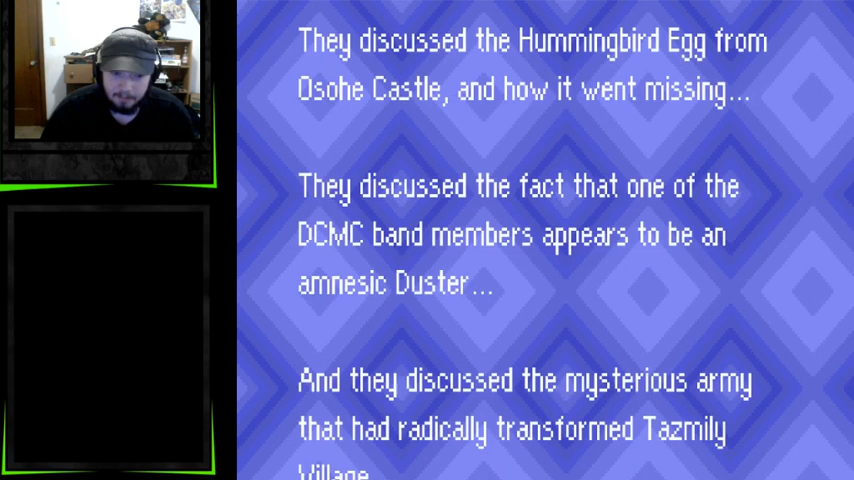 They discussed the Hummingbird Egg from
Osohe Castle, and how it went missing...
They discussed the fact that one of the
DCMC band members appears to be an
amnesic Duster...
And they discussed the mysterious army
that had radically transformed Tazmily
Village